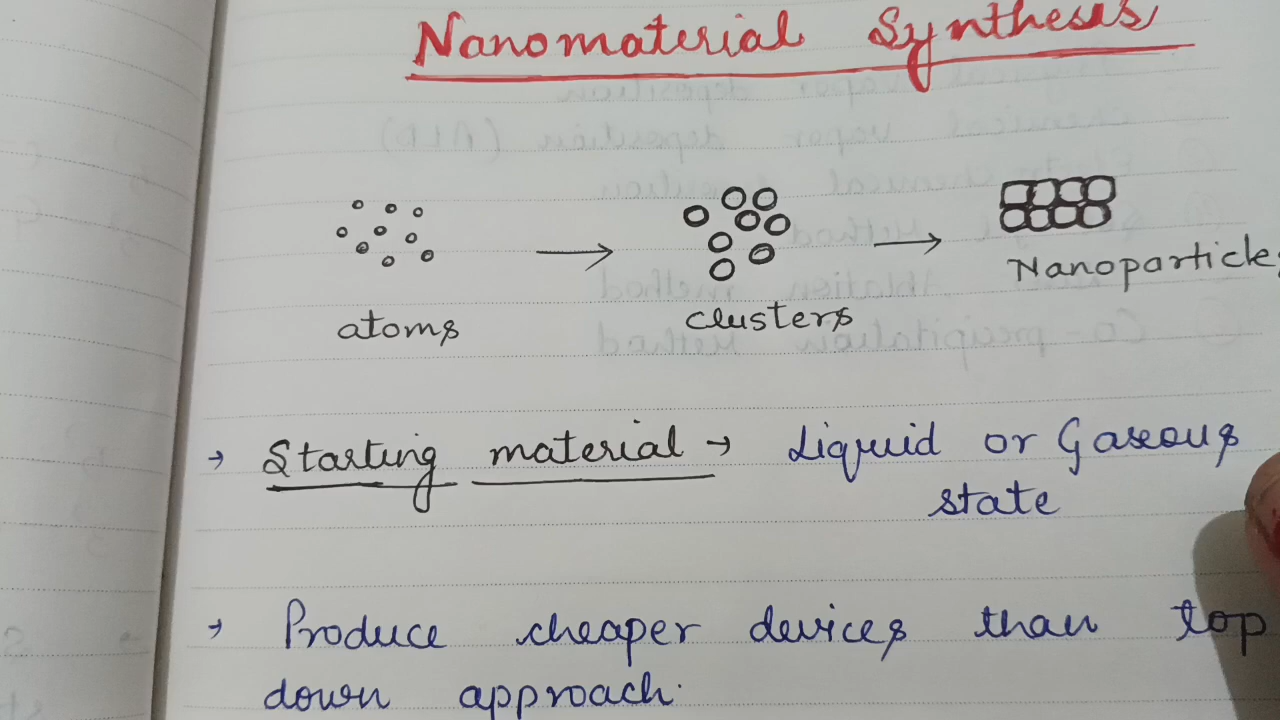 Nanomaterial Synthesis
atoms
clusters
Nanoparticles
→ Starting material → Liquid or Gaseous
state
→ Produce cheaper devices than top
down approach.